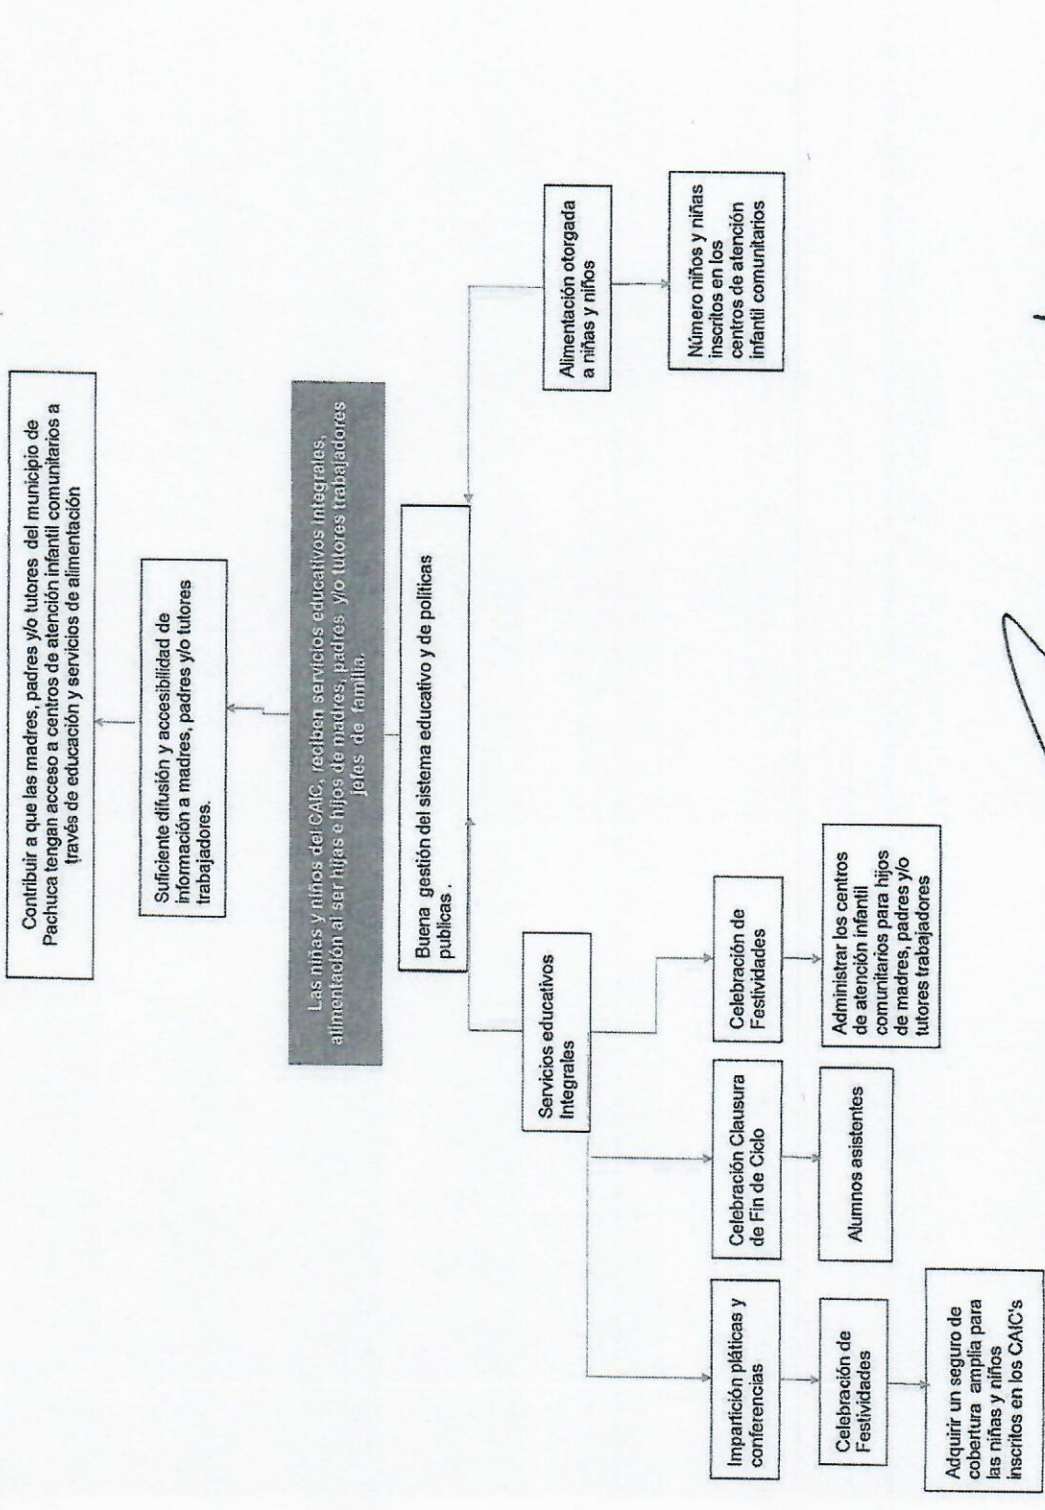 Contribuir a que las madres, padres y/o tutores del municipio de
Pachuca tengan acceso a centros de atención infantil comunitarios a
través de educación y servicios de alimentación
Suficiente difusión y accesibilidad de
información a madres, padres y/o tutores
trabajadores.
Las niñas y niños del CAIC, reciben servicios educativos integrales,
alimentación al ser hijas e hijos de madres, padres y/o tutores trabajadores
jefes de familia.
Buena gestión del sistema educativo y de políticas
publicas .
Servicios educativos
Integrales
Alimentación otorgada
a niñas y niños
Impartición pláticas y
conferencias
Celebración Clausura
de Fin de Ciclo
Celebración de
Festividades
Número niños y niñas
inscritos en los
centros de atención
infantil comunitarios
Celebración de
Festividades
Alumnos asistentes
Administrar los centros
de atención infantil
comunitarios para hijos
de madres, padres y/o
tutores trabajadores
Adquirir un seguro de
cobertura amplia para
las niñas y niños
inscritos en los CAIC's